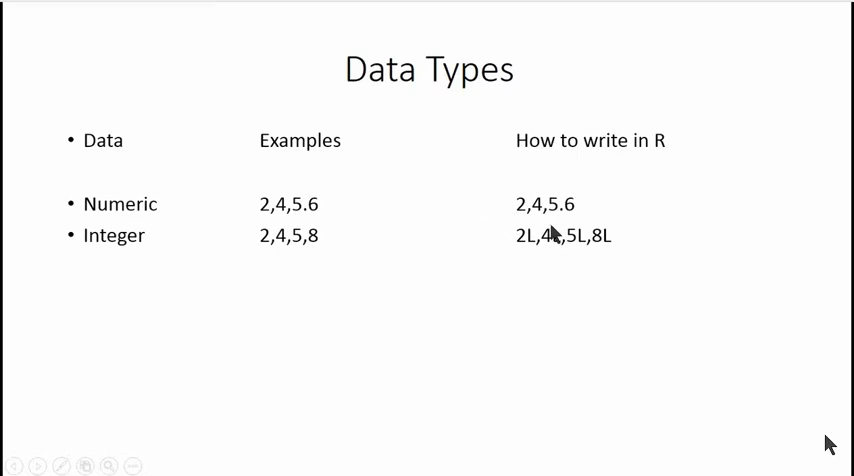 Data Types
• Data Examples How to write in R
• Numeric 2,4,5.6 2,4,5.6
• Integer 2,4,5,8 2L,4L,5L,8L